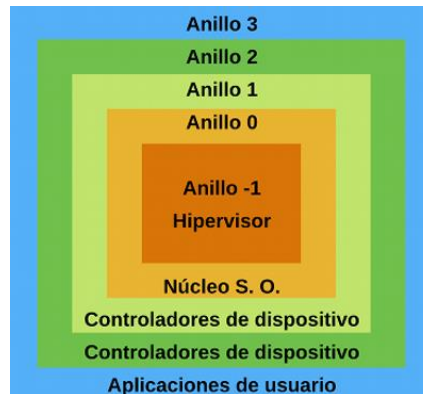 Anillo 3
Anillo 2
Anillo 1
Anillo 0
Anillo -1
Hipervisor
Núcleo S. O.
Controladores de dispositivo
Controladores de dispositivo
Aplicaciones de usuario